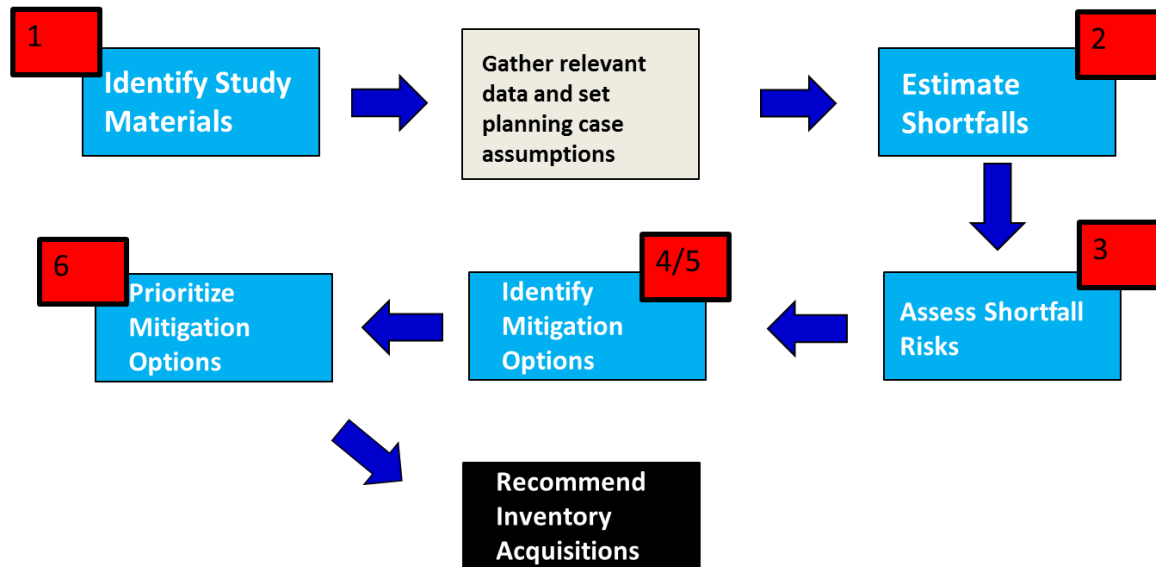 1
Identify Study
Materials
Gather relevant
data and set
planning case
assumptions
2
Estimate
Shortfalls
3
Assess Shortfall
Risks
4/5
Identify
Mitigation
Options
6
Prioritize
Mitigation
Options
Recommend
Inventory
Acquisitions